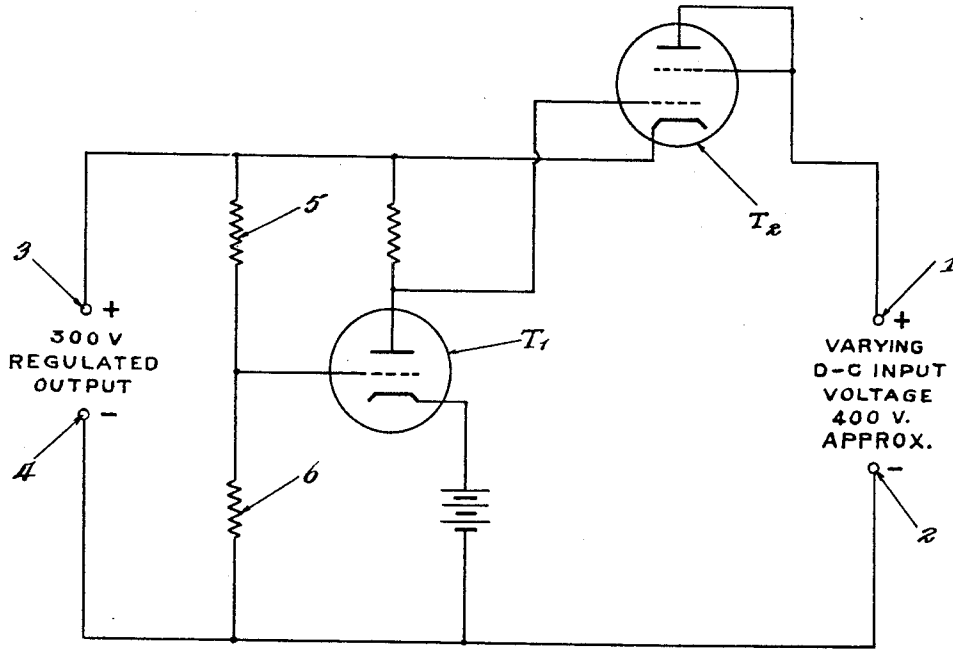 T2
5
3
1
+
300 V
REGULATED
OUTPUT
-
4
T1
+
VARYING
D-C INPUT
VOLTAGE
400 V.
APPROX.
-
6
2